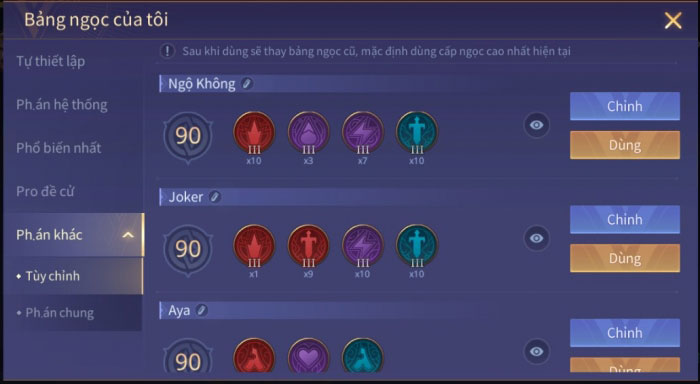 Bảng ngọc của tôi
Sau khi dùng sẽ thay bảng ngọc cũ, mặc định dùng cấp ngọc cao nhất hiện tại
Tự thiết lập
Ph.án hệ thống
Phổ biến nhất
Pro đề cử
Ph.án khác
Tùy chỉnh
Ph.án chung
Ngộ Không
90
III
x10
III
x3
III
x7
III
x10
Chỉnh
Dùng
Joker
90
III
x1
III
x9
III
x10
III
x10
Chỉnh
Dùng
Aya
90
Chỉnh
Dùng